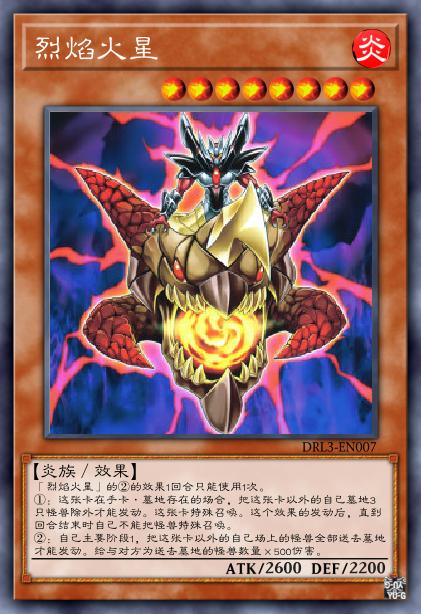 烈焰火星
炎
DRL3-EN007
【炎族／效果】
「烈焰火星」的②的效果1回合只能使用1次。
①：这张卡在手卡·墓地存在的场合，把这张卡以外的自己墓地3
只怪兽除外才能发动。这张卡特殊召唤。这个效果的发动后，直到
回合结束时自己不能把怪兽特殊召唤。
②：自己主要阶段1，把这张卡以外的自己场上的怪兽全部送去墓地
才能发动。给与对方为送去墓地的怪兽数量×500伤害。
ATK/2600 DEF/2200